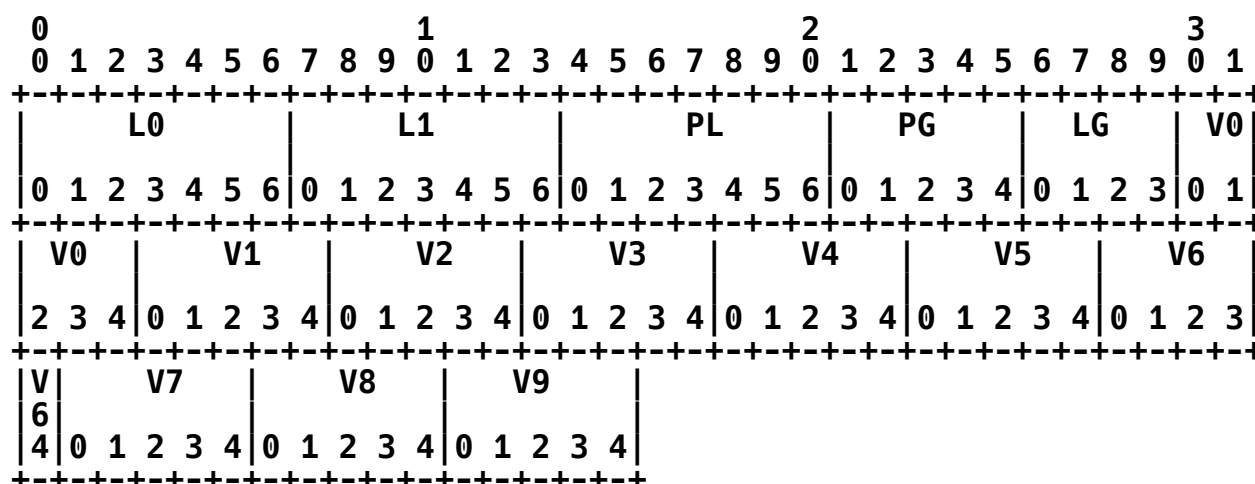 0                   1                   2                   3
 0 1 2 3 4 5 6 7 8 9 0 1 2 3 4 5 6 7 8 9 0 1 2 3 4 5 6 7 8 9 0 1
+-+-+-+-+-+-+-+-+-+-+-+-+-+-+-+-+-+-+-+-+-+-+-+-+-+-+-+-+-+-+-+-+
|     L0      |     L1      |      PL     |   PG    |  LG   | V0|
|             |             |             |         |       |   |
|0 1 2 3 4 5 6|0 1 2 3 4 5 6|0 1 2 3 4 5 6|0 1 2 3 4|0 1 2 3|0 1|
+-+-+-+-+-+-+-+-+-+-+-+-+-+-+-+-+-+-+-+-+-+-+-+-+-+-+-+-+-+-+-+-+
| V0  |    V1   |    V2   |    V3   |    V4   |    V5   |   V6  |
|     |         |         |         |         |         |       |
|2 3 4|0 1 2 3 4|0 1 2 3 4|0 1 2 3 4|0 1 2 3 4|0 1 2 3 4|0 1 2 3|
+-+-+-+-+-+-+-+-+-+-+-+-+-+-+-+-+-+-+-+-+-+-+-+-+-+-+-+-+-+-+-+-+
|V|    V7   |    V8   |   V9    |
|6|         |         |         |
|4|0 1 2 3 4|0 1 2 3 4|0 1 2 3 4|
+-+-+-+-+-+-+-+-+-+-+-+-+-+-+-+-+